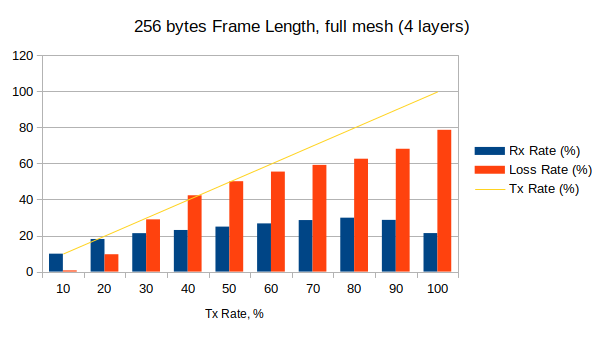 256 bytes Frame Length, full mesh (4 layers)
120
100
80
60
40
20
0
10 20 30 40 50 60 70 80 90 100
Tx Rate, %
Rx Rate (%)
Loss Rate (%)
Tx Rate (%)